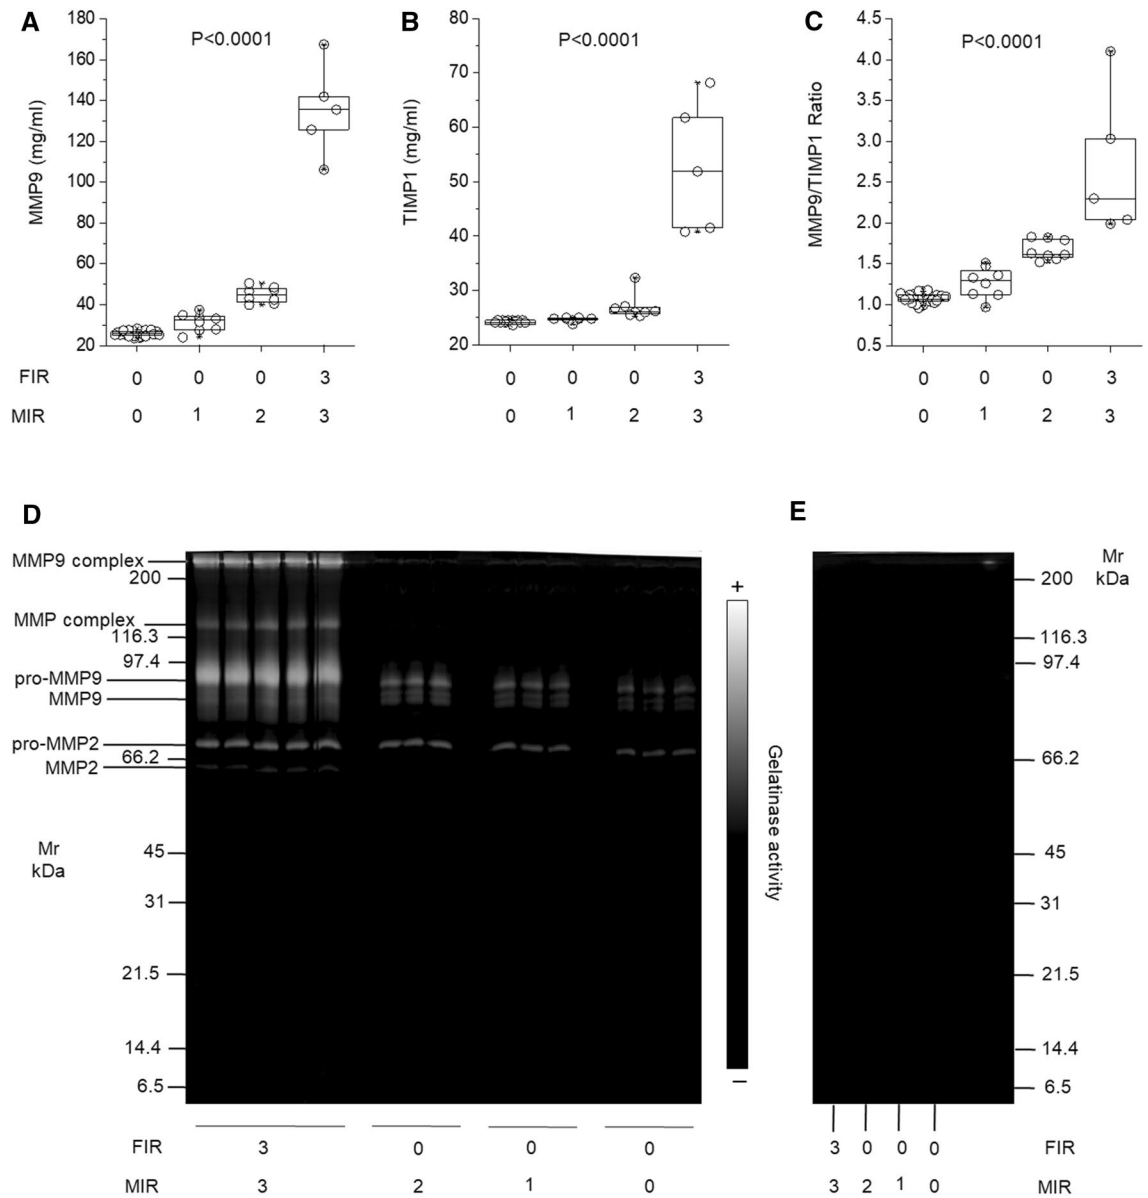 A
B
C
180
160
140
120
100
80
60
40
20
MMP9 (mg/ml)
P<0.0001
80
70
60
50
40
30
20
TIMP1 (mg/ml)
P<0.0001
4.5
4.0
3.5
3.0
2.5
2.0
1.5
1.0
0.5
MMP9/TIMP1 Ratio
P<0.0001
FIR 0 0 0 3 0 0 0 3 0 0 0 3
MIR 0 1 2 3 0 1 2 3 0 1 2 3
D
MMP9 complex
200
MMP complex
116.3
97.4
pro-MMP9
MMP9
pro-MMP2
66.2
MMP2
Mr
kDa
45
31
21.5
14.4
6.5
+
Gelatinase activity
–
FIR 3 0 0 0
MIR 3 2 1 0
E
Mr
kDa
200
116.3
97.4
66.2
45
31
21.5
14.4
6.5
3 0 0 0 FIR
3 2 1 0 MIR